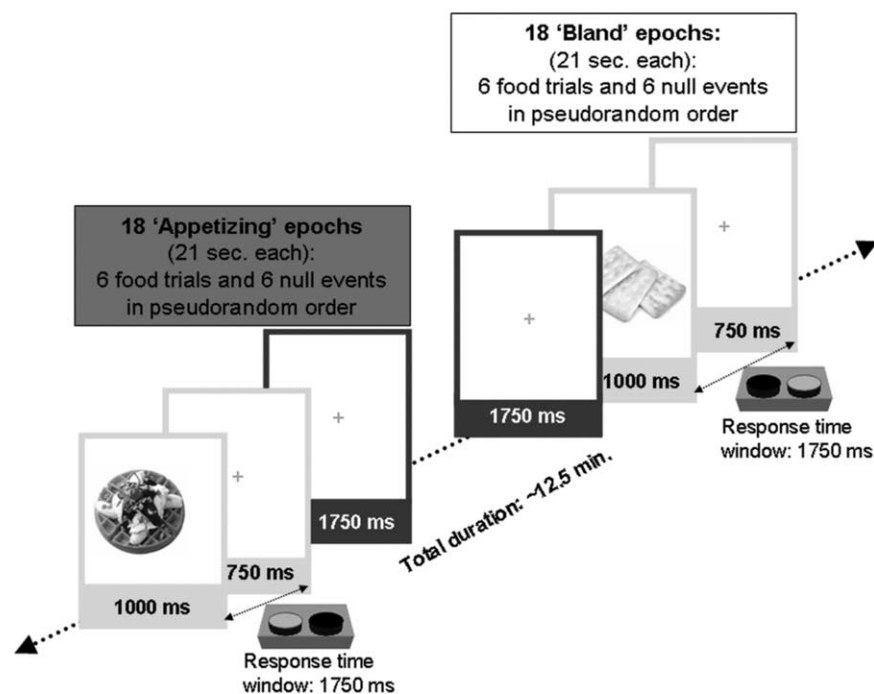 18 ‘Bland’ epochs:
(21 sec. each):
6 food trials and 6 null events
in pseudorandom order
18 ‘Appetizing’ epochs
(21 sec. each):
6 food trials and 6 null events
in pseudorandom order
750 ms
1000 ms
1750 ms
Response time
window: 1750 ms
Total duration: ~12.5 min.
1750 ms
750 ms
1000 ms
Response time
window: 1750 ms